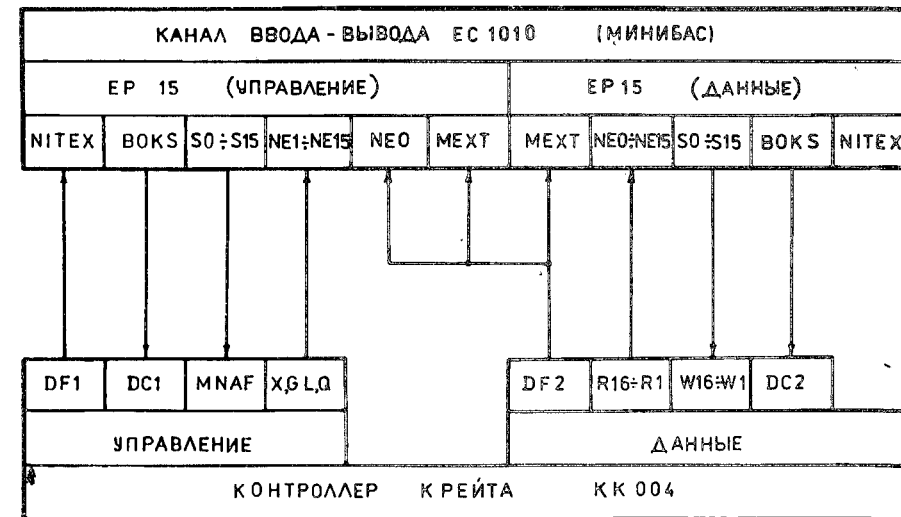 КАНАЛ ВВОДА-ВЫВОДА ЕС 1010 (МИНИБАС)
ЕР 15 (УПРАВЛЕНИЕ) ЕР 15 (ДАННЫЕ)
NITEX BOKS S0÷S15 NE1÷NE15 NE0 MEXT MEXT NE0÷NE15 S0÷S15 BOKS NITEX
DF1 DC1 MNAF X,GL,Q DF2 R16÷R1 W16÷W1 DC2
УПРАВЛЕНИЕ ДАННЫЕ
КОНТРОЛЛЕР КРЕЙТА КК 004